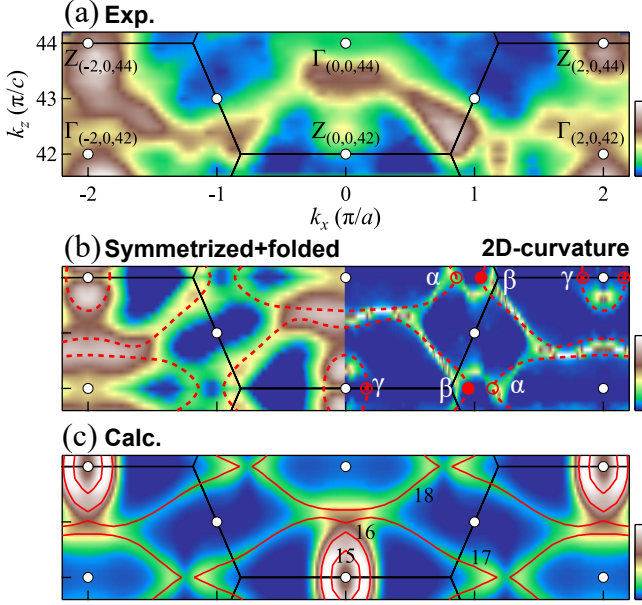 (a) Exp.
44
43
42
k_z (π/c)
Z(-2,0,44)
Γ(0,0,44)
Z(2,0,44)
Γ(-2,0,42)
Z(0,0,42)
Γ(2,0,42)
-2
-1
0
1
2
k_x (π/a)
(b) Symmetrized+folded
2D-curvature
α
β
γ
γ
β
α
(c) Calc.
18
16
15
17